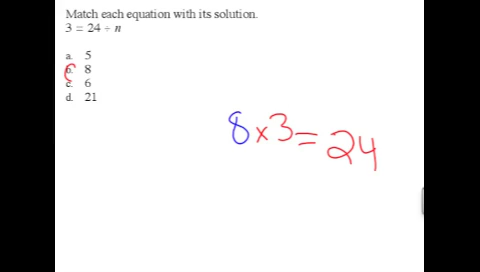 Match each equation with its solution.
3 = 24 ÷ n
a. 5
b. 8
c. 6
d. 21
8 × 3 = 24